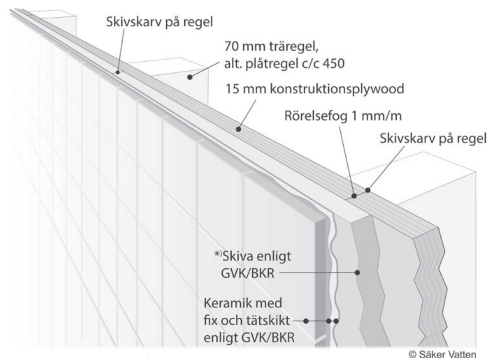 Skivskarv på regel
70 mm träregel,
alt. plåtregel c/c 450
15 mm konstruktionsplywood
Rörelsefog 1 mm/m
Skivskarv på regel
*)Skiva enligt
GVK/BKR
Keramik med
fix och tätskikt
enligt GVK/BKR
© Säker Vatten